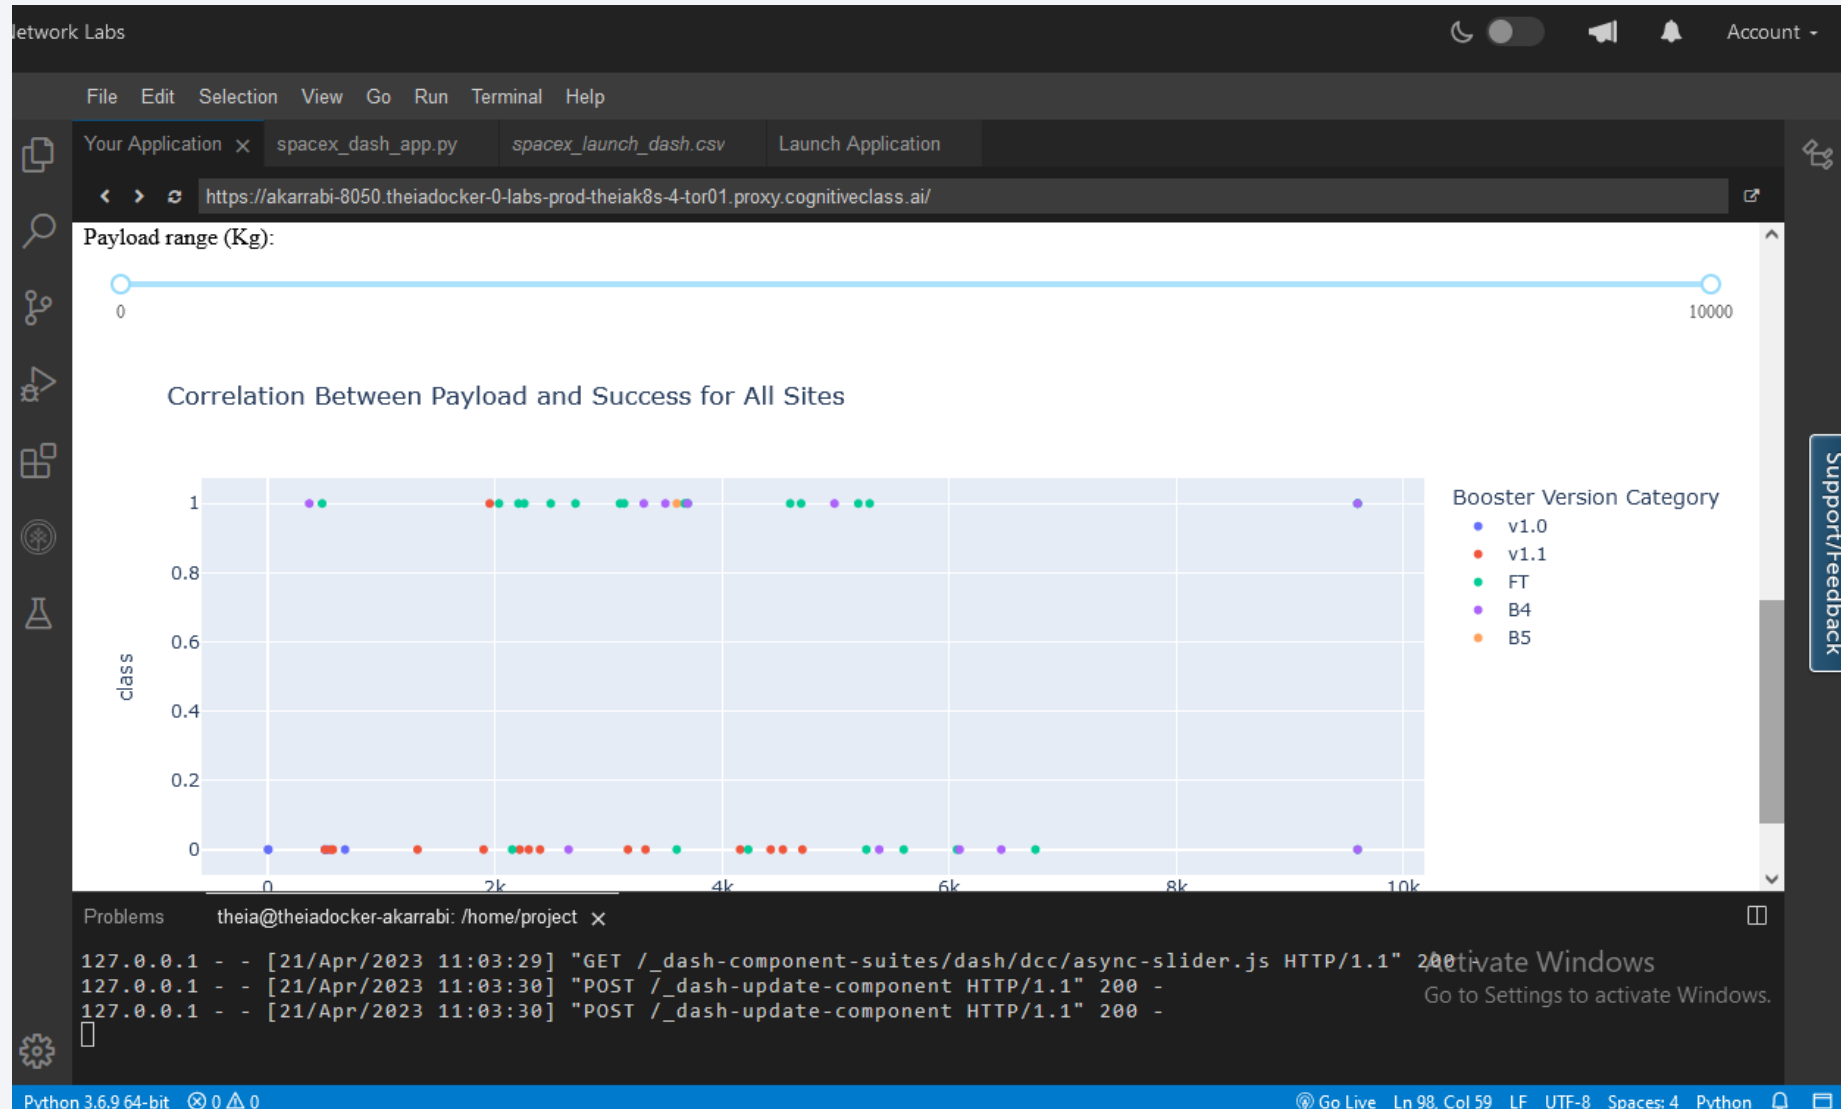 etwork Labs
Account
File Edit Selection View Go Run Terminal Help
Your Application × spacex_dash_app.py spacex_launch_dash.csv Launch Application
https://akarrabi-8050.theiadocker-0-labs-prod-theiak8s-4-tor01.proxy.cognitiveclass.ai/
Payload range (Kg):
0 10000
Correlation Between Payload and Success for All Sites
Booster Version Category
v1.0
v1.1
FT
B4
B5
1
0.8
0.6
0.4
0.2
0
class
0 2k 4k 6k 8k 10k
Support/Feedback
Problems theia@theiadocker-akarrabi: /home/project ×
127.0.0.1 - - [21/Apr/2023 11:03:29] "GET /_dash-component-suites/dash/dcc/async-slider.js HTTP/1.1" 200 -
127.0.0.1 - - [21/Apr/2023 11:03:30] "POST /_dash-update-component HTTP/1.1" 200 -
127.0.0.1 - - [21/Apr/2023 11:03:30] "POST /_dash-update-component HTTP/1.1" 200 -
Activate Windows
Go to Settings to activate Windows.
Python 3.6.9 64-bit 0 0 Go Live Ln 98, Col 59 LF UTF-8 Spaces: 4 Python